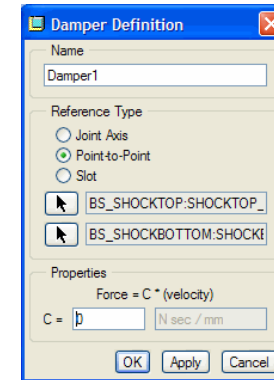 Damper Definition
Name
Damper1
Reference Type
Joint Axis
Point-to-Point
Slot
BS_SHOCKTOP:SHOCKTOP_
BS_SHOCKBOTTOM:SHOCKE
Properties
Force = C * (velocity)
C = 0 N sec / mm
OK Apply Cancel